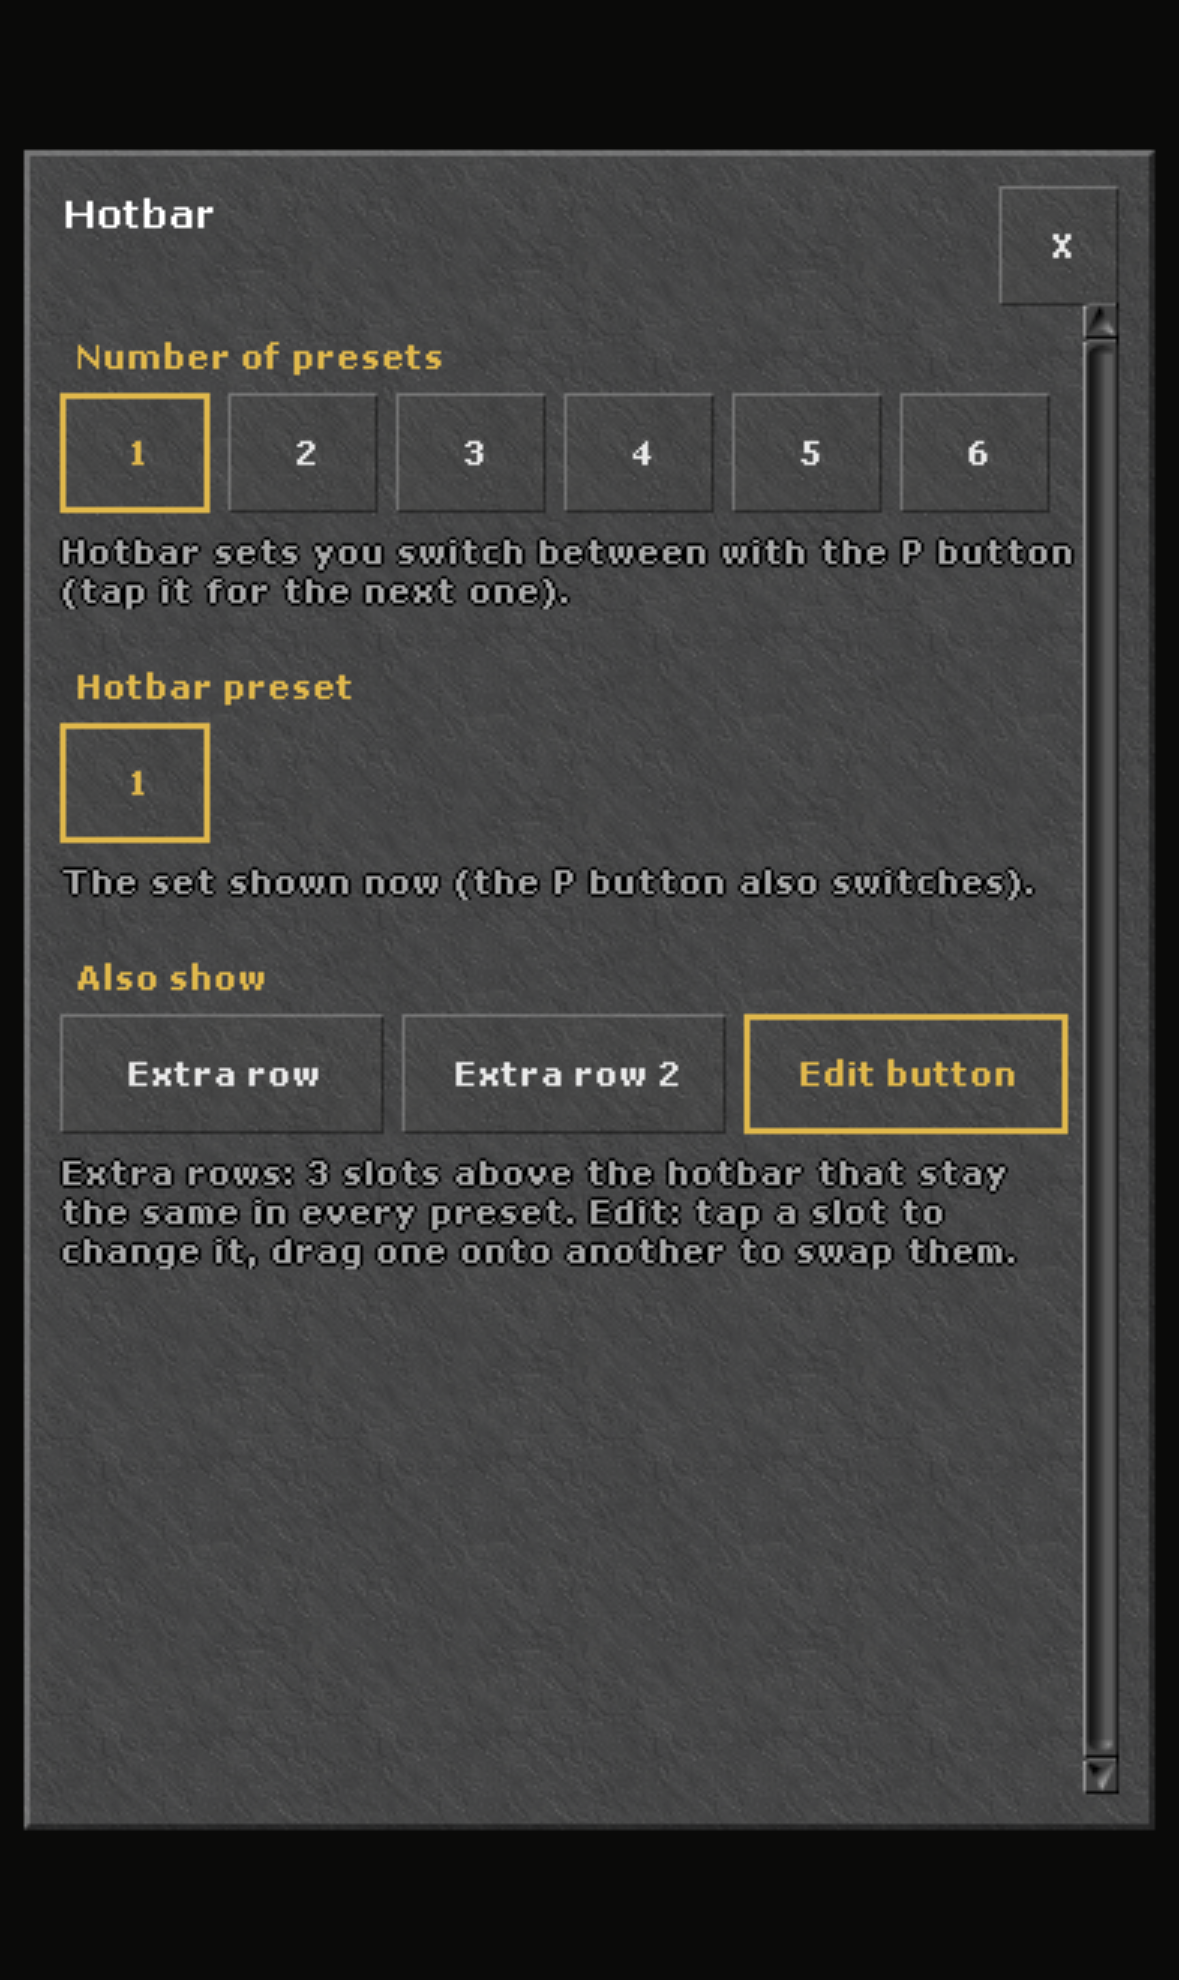 Hotbar
X
Number of presets
1 2 3 4 5 6
Hotbar sets you switch between with the P button
(tap it for the next one).
Hotbar preset
1
The set shown now (the P button also switches).
Also show
Extra row Extra row 2 Edit button
Extra rows: 3 slots above the hotbar that stay
the same in every preset. Edit: tap a slot to
change it, drag one onto another to swap them.